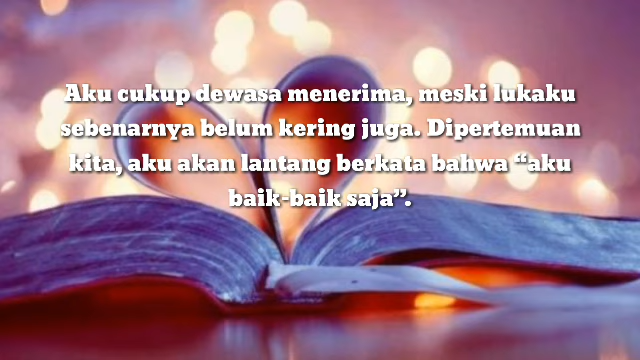 Aku cukup dewasa menerima, meski lukaku
sebenarnya belum kering juga. Dipertemuan
kita, aku akan lantang berkata bahwa “aku
baik-baik saja”.